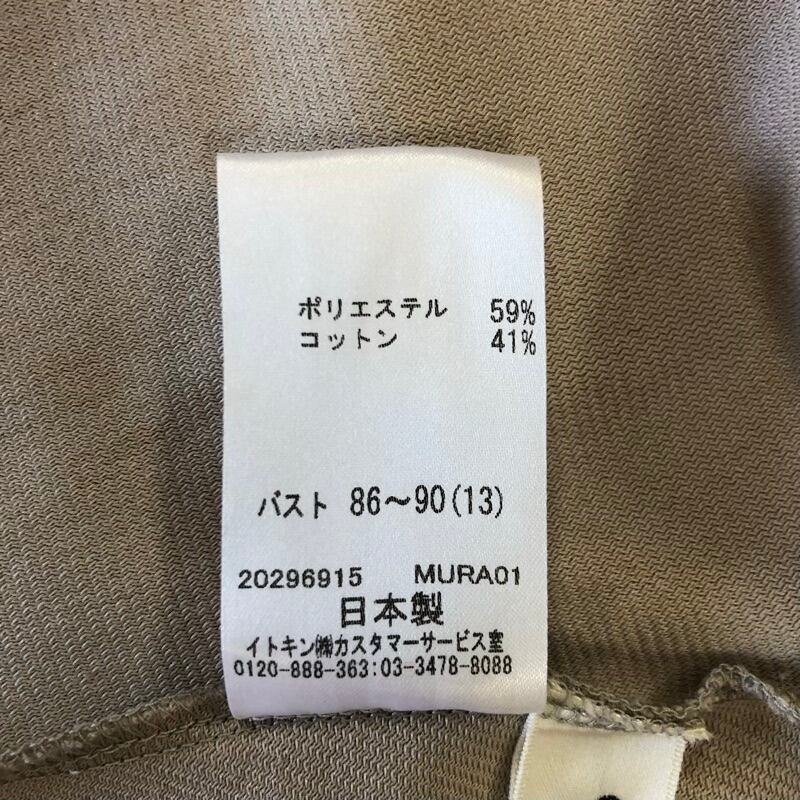 ポリエステル 59%
コットン 41%
バスト 86〜90(13)
20296915 MURA01
日本製
イトキン㈱カスタマーサービス室
0120-888-363:03-3478-8088